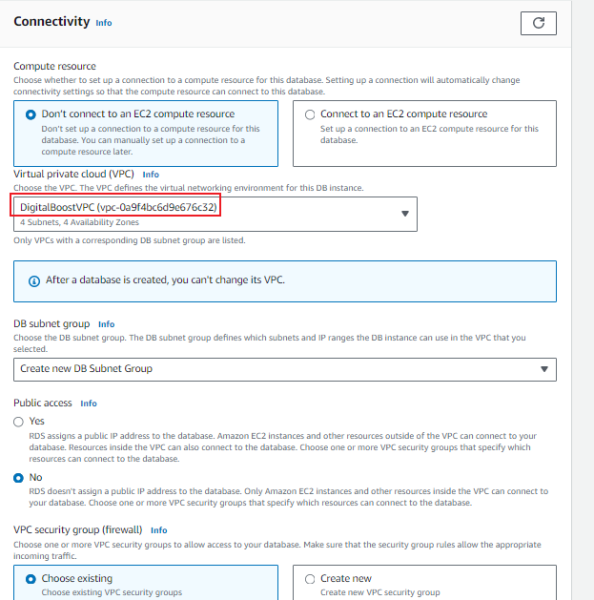 Connectivity Info
Compute resource
Choose whether to set up a connection to a compute resource for this database. Setting up a connection will automatically change
connectivity settings so that the compute resource can connect to this database.
Don't connect to an EC2 compute resource
Don't set up a connection to a compute resource for this
database. You can manually set up a connection to a
compute resource later.
Connect to an EC2 compute resource
Set up a connection to an EC2 compute resource for this
database.
Virtual private cloud (VPC) Info
Choose the VPC. The VPC defines the virtual networking environment for this DB instance.
DigitalBoostVPC (vpc-0a9f4bc6d9e676c32)
4 Subnets, 4 Availability Zones
Only VPCs with a corresponding DB subnet group are listed.
After a database is created, you can't change its VPC.
DB subnet group Info
Choose the DB subnet group. The DB subnet group defines which subnets and IP ranges the DB instance can use in the VPC that you
selected.
Create new DB Subnet Group
Public access Info
Yes
RDS assigns a public IP address to the database. Amazon EC2 instances and other resources outside of the VPC can connect to your
database. Resources inside the VPC can also connect to the database. Choose one or more VPC security groups that specify which
resources can connect to the database.
No
RDS doesn't assign a public IP address to the database. Only Amazon EC2 instances and other resources inside the VPC can connect to
your database. Choose one or more VPC security groups that specify which resources can connect to the database.
VPC security group (firewall) Info
Choose one or more VPC security groups to allow access to your database. Make sure that the security group rules allow the appropriate
incoming traffic.
Choose existing
Choose existing VPC security groups
Create new
Create new VPC security group